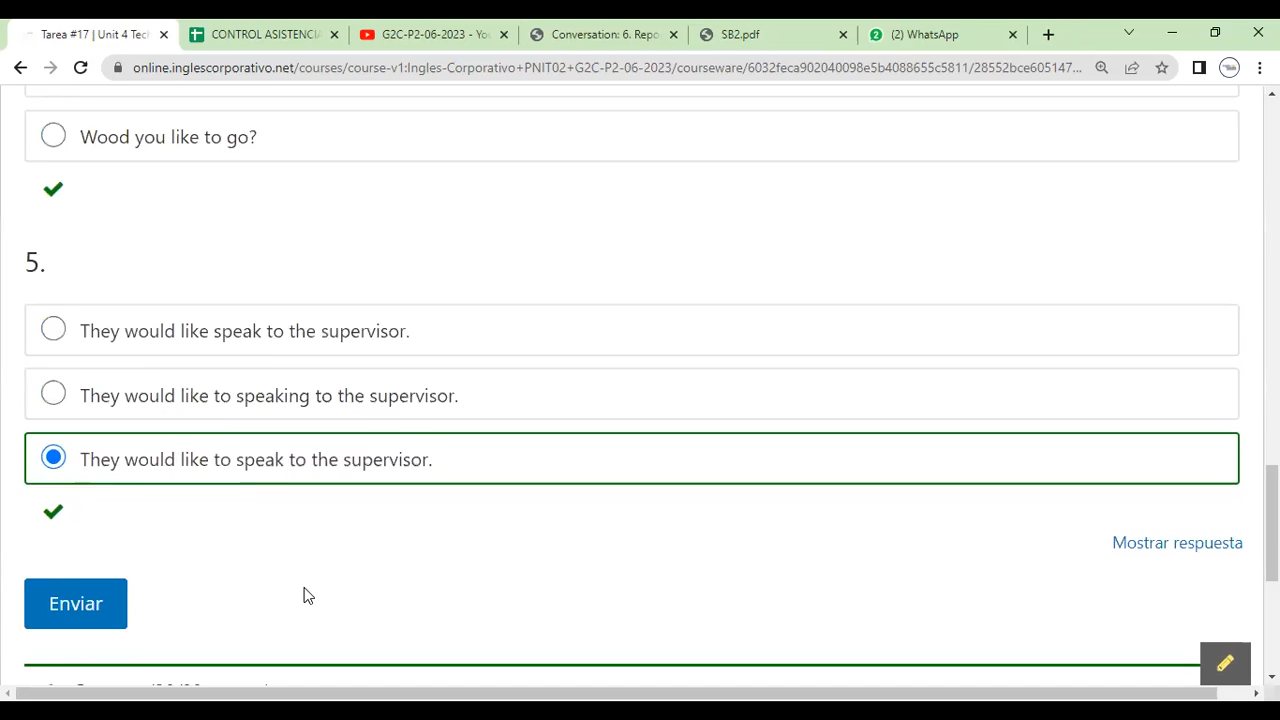 Tarea #17 | Unit 4 Tec
CONTROL ASISTENCI
G2C-P2-06-2023 - Yo
Conversation: 6. Repo
SB2.pdf
2 (2) WhatsApp
online.inglescorporativo.net/courses/course-v1:Ingles-Corporativo+PNIT02+G2C-P2-06-2023/courseware/6032feca902040098e5b4088655c5811/28552bce605147...
Wood you like to go?
5.
They would like speak to the supervisor.
They would like to speaking to the supervisor.
They would like to speak to the supervisor.
Mostrar respuesta
Enviar